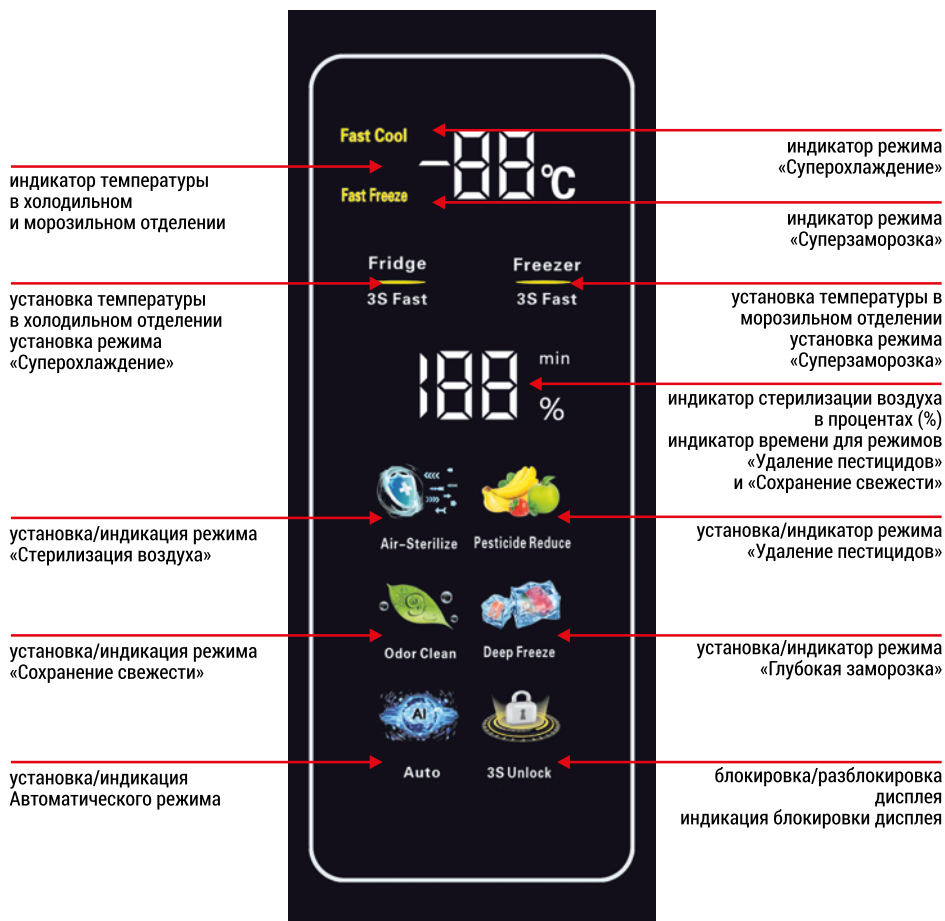 индикатор температуры
в холодильном
и морозильном отделении
установка температуры
в холодильном отделении
установка режима
«Суперохлаждение»
установка/индикация режима
«Стерилизация воздуха»
установка/индикация режима
«Сохранение свежести»
установка/индикация
Автоматического режима
Fast Cool
-88°C
Fast Freeze
Fridge Freezer
3S Fast 3S Fast
188 min
%
Air-Sterilize Pesticide Reduce
9
Odor Clean Deep Freeze
AI
Auto 3S Unlock
индикатор режима
«Суперохлаждение»
индикатор режима
«Суперзаморозка»
установка температуры в
морозильном отделении
установка режима
«Суперзаморозка»
индикатор стерилизации воздуха
в процентах (%)
индикатор времени для режимов
«Удаление пестицидов»
и «Сохранение свежести»
установка/индикатор режима
«Удаление пестицидов»
установка/индикатор режима
«Глубокая заморозка»
блокировка/разблокировка
дисплея
индикация блокировки дисплея